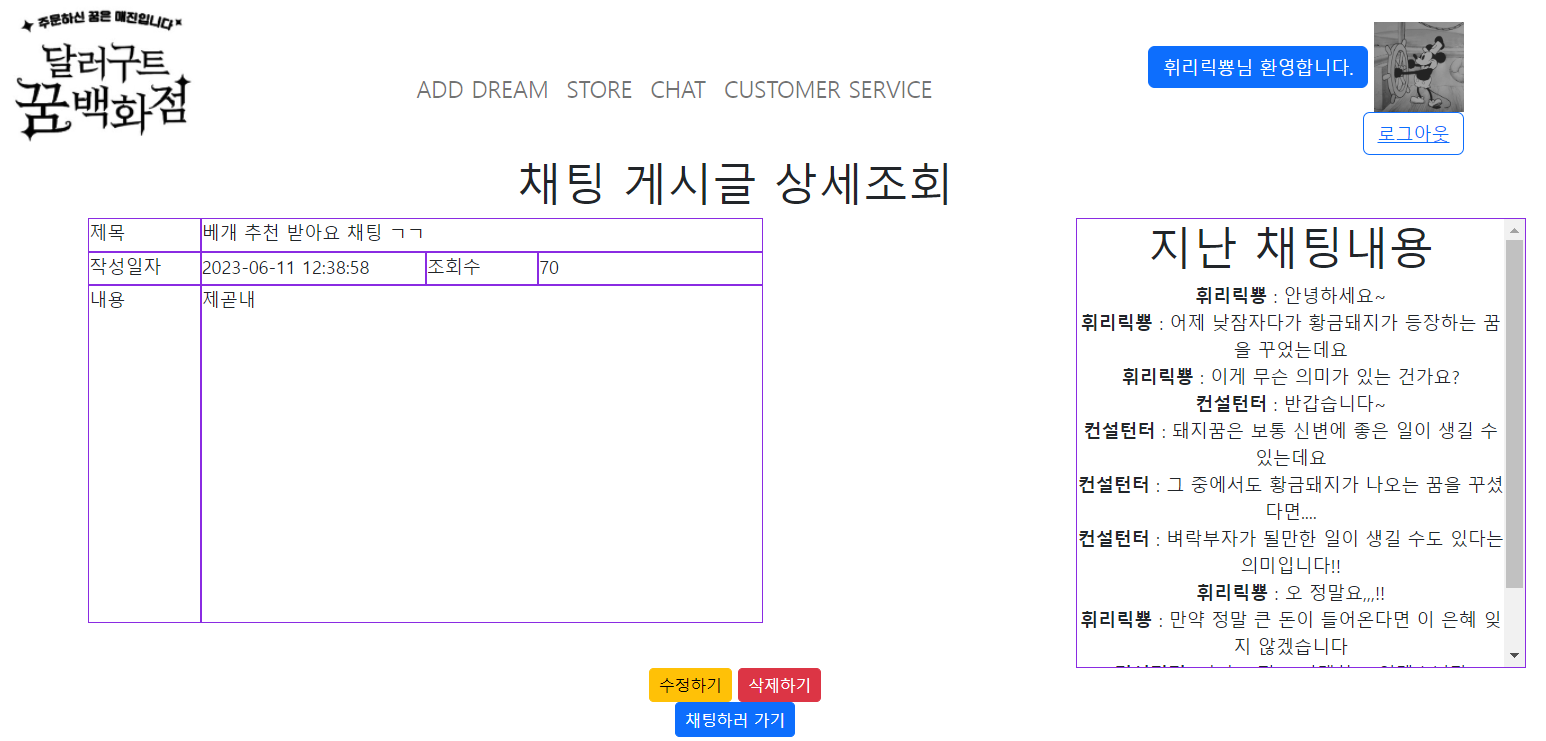 주문하신 꿈은 매진입니다
달러구트
꿈백화점
ADD DREAM STORE CHAT CUSTOMER SERVICE
휘리릭뿅님 환영합니다.
로그아웃
채팅 게시글 상세조회
제목 베개 추천 받아요 채팅 ㄱㄱ
작성일자 2023-06-11 12:38:58 조회수 70
내용 제곧내
지난 채팅내용
휘리릭뿅 : 안녕하세요~
휘리릭뿅 : 어제 낮잠자다가 황금돼지가 등장하는 꿈
을 꾸었는데요
휘리릭뿅 : 이게 무슨 의미가 있는 건가요?
컨설턴터 : 반갑습니다~
컨설턴터 : 돼지꿈은 보통 신변에 좋은 일이 생길 수
있는데요
컨설턴터 : 그 중에서도 황금돼지가 나오는 꿈을 꾸셨
다면....
컨설턴터 : 벼락부자가 될만한 일이 생길 수도 있다는
의미입니다!!
휘리릭뿅 : 오 정말요,,,!!
휘리릭뿅 : 만약 정말 큰 돈이 들어온다면 이 은혜 잊
지 않겠습니다
수정하기 삭제하기
채팅하러 가기